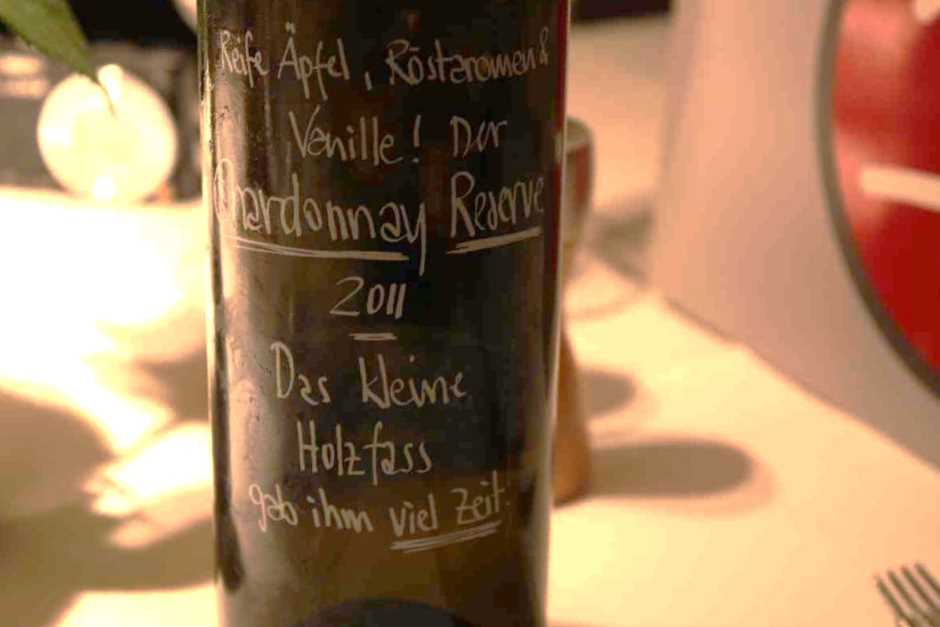 Reife Äpfel, Röstaromen &
Vanille! Der
Chardonnay Reserve
2011
Das kleine
Holzfass
gab ihm viel Zeit.